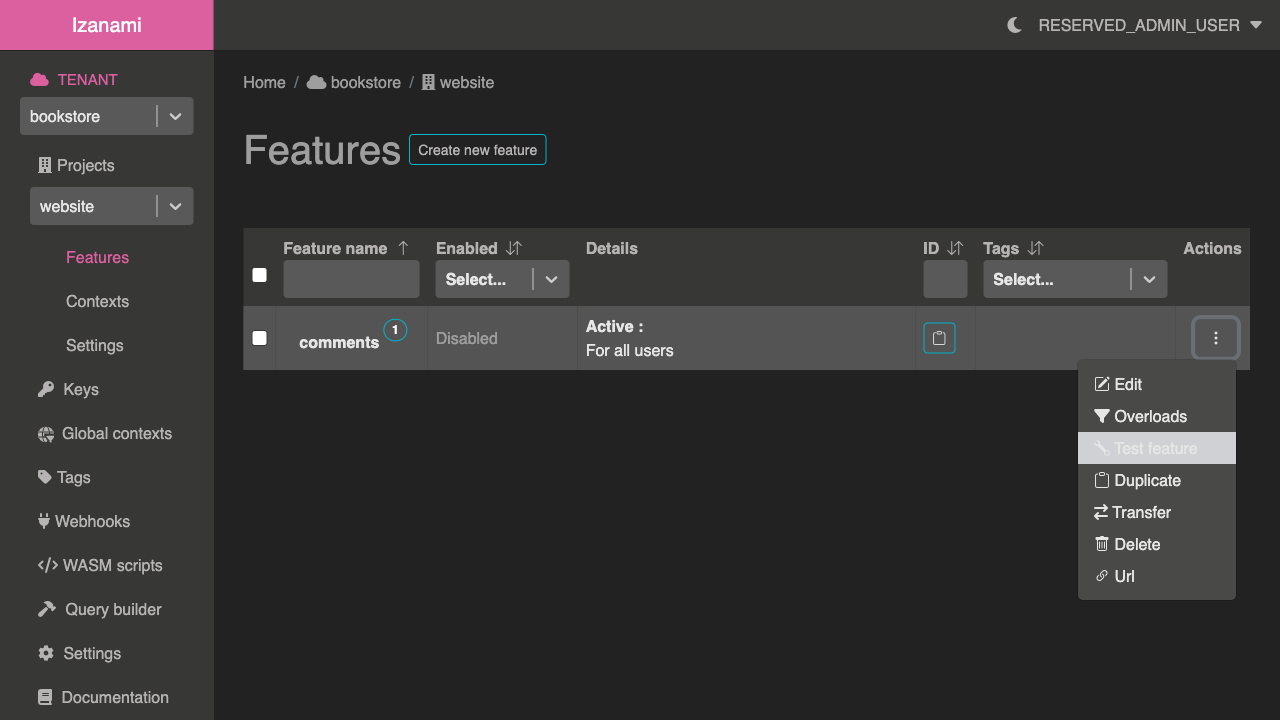 Izanami
RESERVED_ADMIN_USER
TENANT
bookstore
Projects
website
Features
Contexts
Settings
Keys
Global contexts
Tags
Webhooks
WASM scripts
Query builder
Settings
Documentation
Home / bookstore / website
Features Create new feature
Feature name Enabled Details ID Tags Actions
Select... Select...
comments 1 Disabled Active :
For all users
Edit
Overloads
Test feature
Duplicate
Transfer
Delete
Url